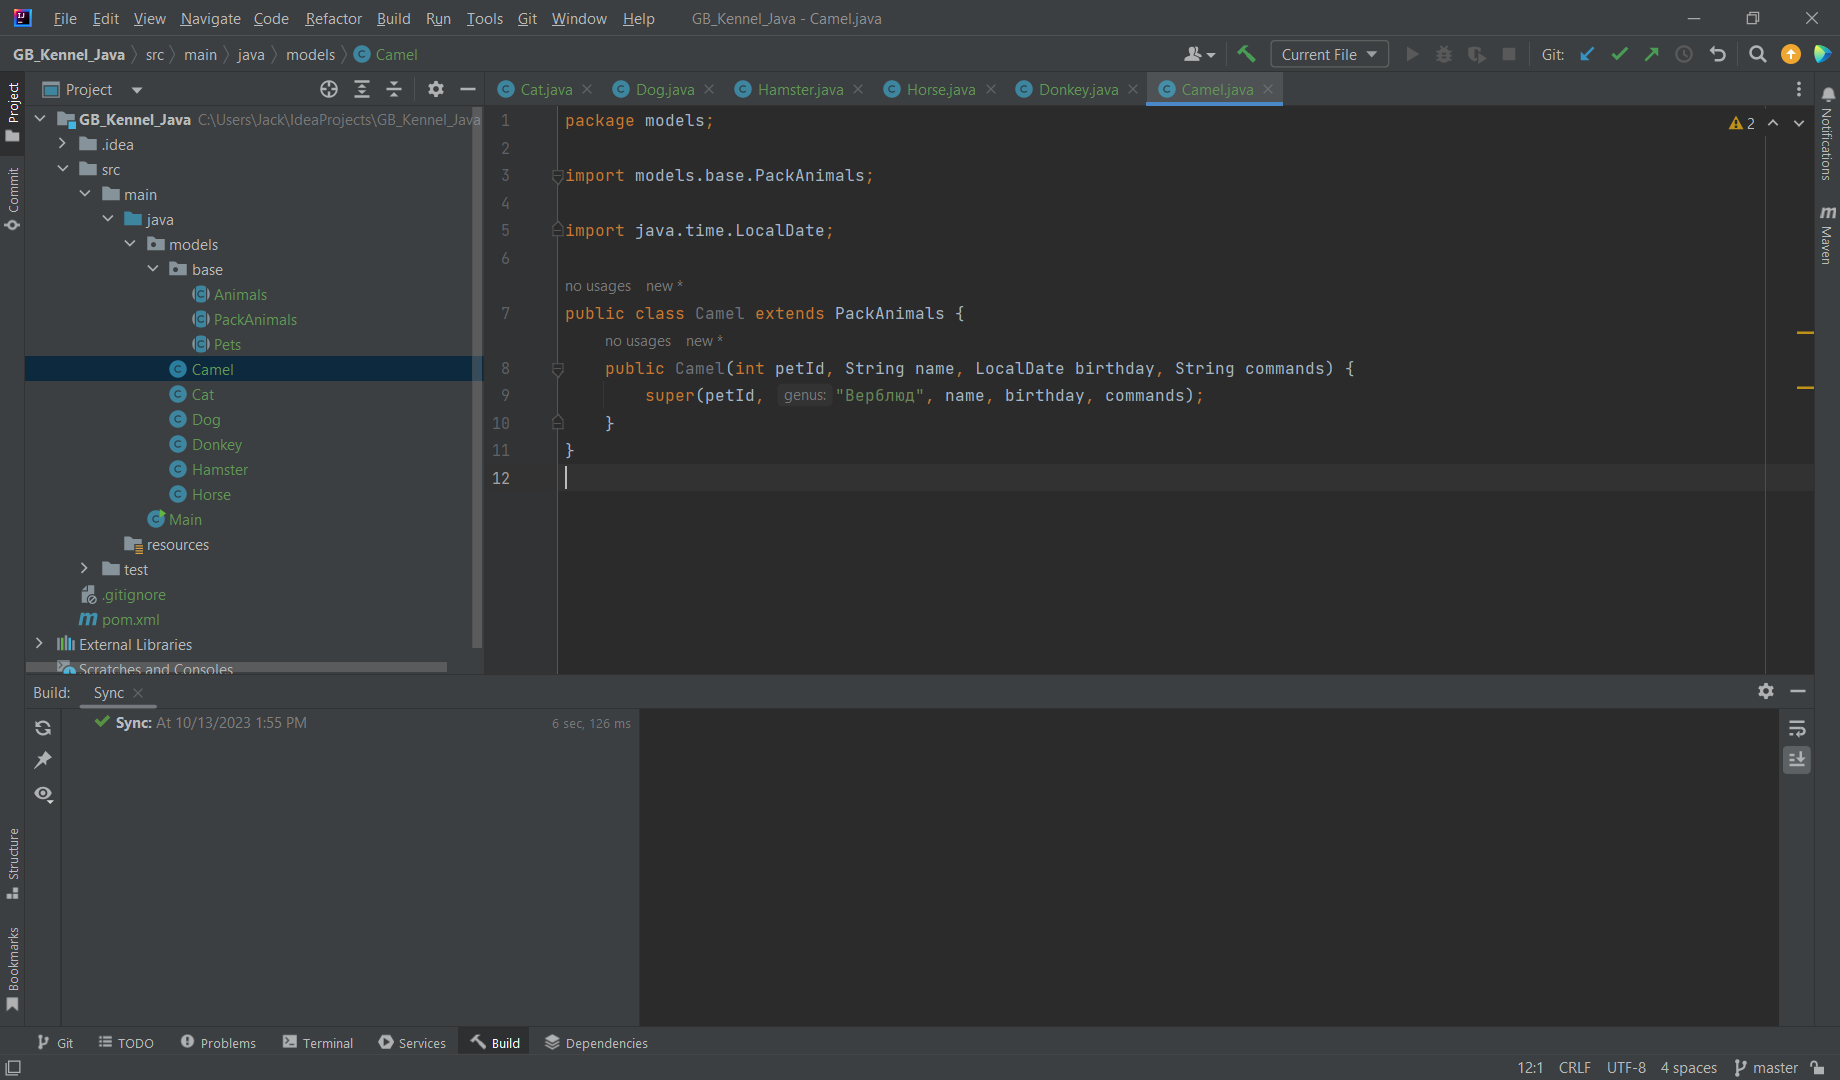 File Edit View Navigate Code Refactor Build Run Tools Git Window Help GB_Kennel_Java - Camel.java
GB_Kennel_Java src main java models Camel Current File Git:
Project
Cat.java Dog.java Hamster.java Horse.java Donkey.java Camel.java
GB_Kennel_Java C:\Users\Jack\IdeaProjects\GB_Kennel_Java
.idea
src
main
java
models
base
Animals
PackAnimals
Pets
Camel
Cat
Dog
Donkey
Hamster
Horse
Main
resources
test
.gitignore
pom.xml
External Libraries
Scratches and Consoles
1 package models;
2
3 import models.base.PackAnimals;
4
5 import java.time.LocalDate;
6
no usages new *
7 public class Camel extends PackAnimals {
no usages new *
8 public Camel(int petId, String name, LocalDate birthday, String commands) {
9 super(petId, genus: "Верблюд", name, birthday, commands);
10 }
11 }
12
2
Project
Commit
Structure
Bookmarks
Notifications
Maven
Build: Sync
Sync: At 10/13/2023 1:55 PM 6 sec, 126 ms
Git TODO Problems Terminal Services Build Dependencies
12:1 CRLF UTF-8 4 spaces master